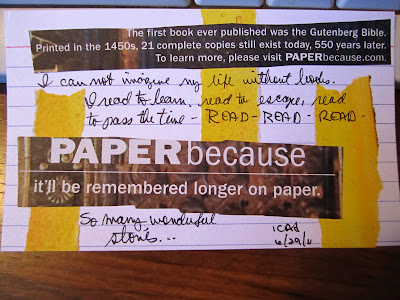 The first book ever published was the Gutenberg Bible.
Printed in the 1450s, 21 complete copies still exist today, 550 years later.
To learn more, please visit PAPERbecause.com.
I can not imagine my life without books.
I read to learn, read to escape, read
to pass the time - READ - READ - READ -
PAPERbecause
it'll be remembered longer on paper.
So many wonderful
stories...
ICAD
6/29/11